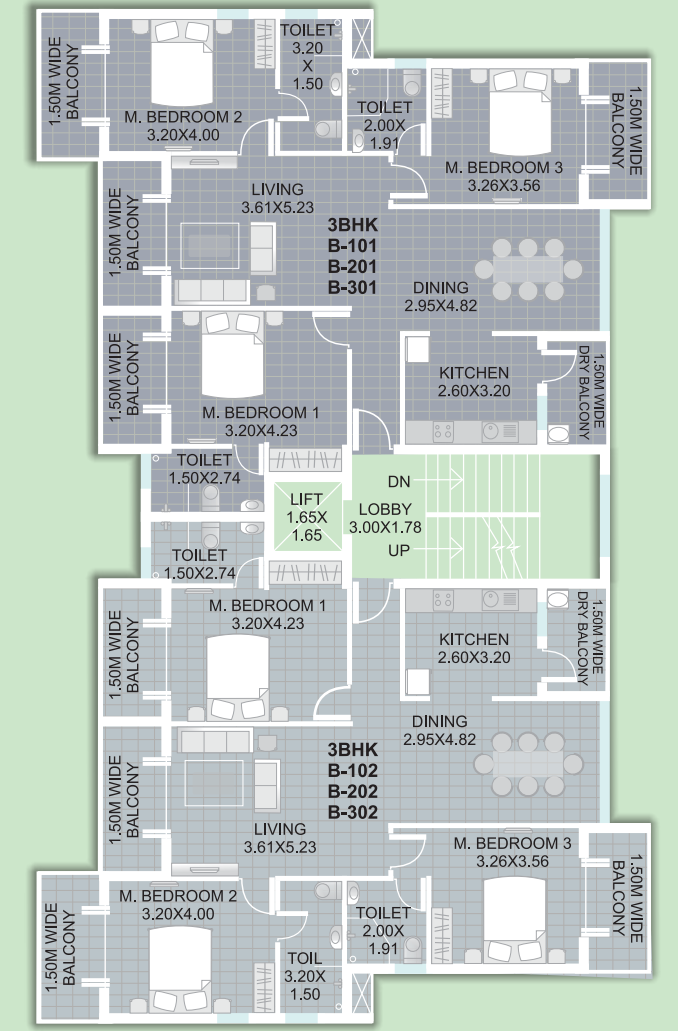 1.50M WIDE
BALCONY
M. BEDROOM 2
3.20X4.00
TOILET
3.20
X
1.50
TOILET
2.00X
1.91
M. BEDROOM 3
3.26X3.56
1.50M WIDE
BALCONY
1.50M WIDE
BALCONY
LIVING
3.61X5.23
3BHK
B-101
B-201
B-301
DINING
2.95X4.82
1.50M WIDE
BALCONY
M. BEDROOM 1
3.20X4.23
KITCHEN
2.60X3.20
1.50M WIDE
DRY BALCONY
TOILET
1.50X2.74
LIFT
1.65X
1.65
LOBBY
3.00X1.78
DN
UP
TOILET
1.50X2.74
1.50M WIDE
BALCONY
M. BEDROOM 1
3.20X4.23
KITCHEN
2.60X3.20
1.50M WIDE
DRY BALCONY
DINING
2.95X4.82
1.50M WIDE
BALCONY
3BHK
B-102
B-202
B-302
LIVING
3.61X5.23
M. BEDROOM 3
3.26X3.56
1.50M WIDE
BALCONY
1.50M WIDE
BALCONY
M. BEDROOM 2
3.20X4.00
TOIL
3.20X
1.50
TOILET
2.00X
1.91